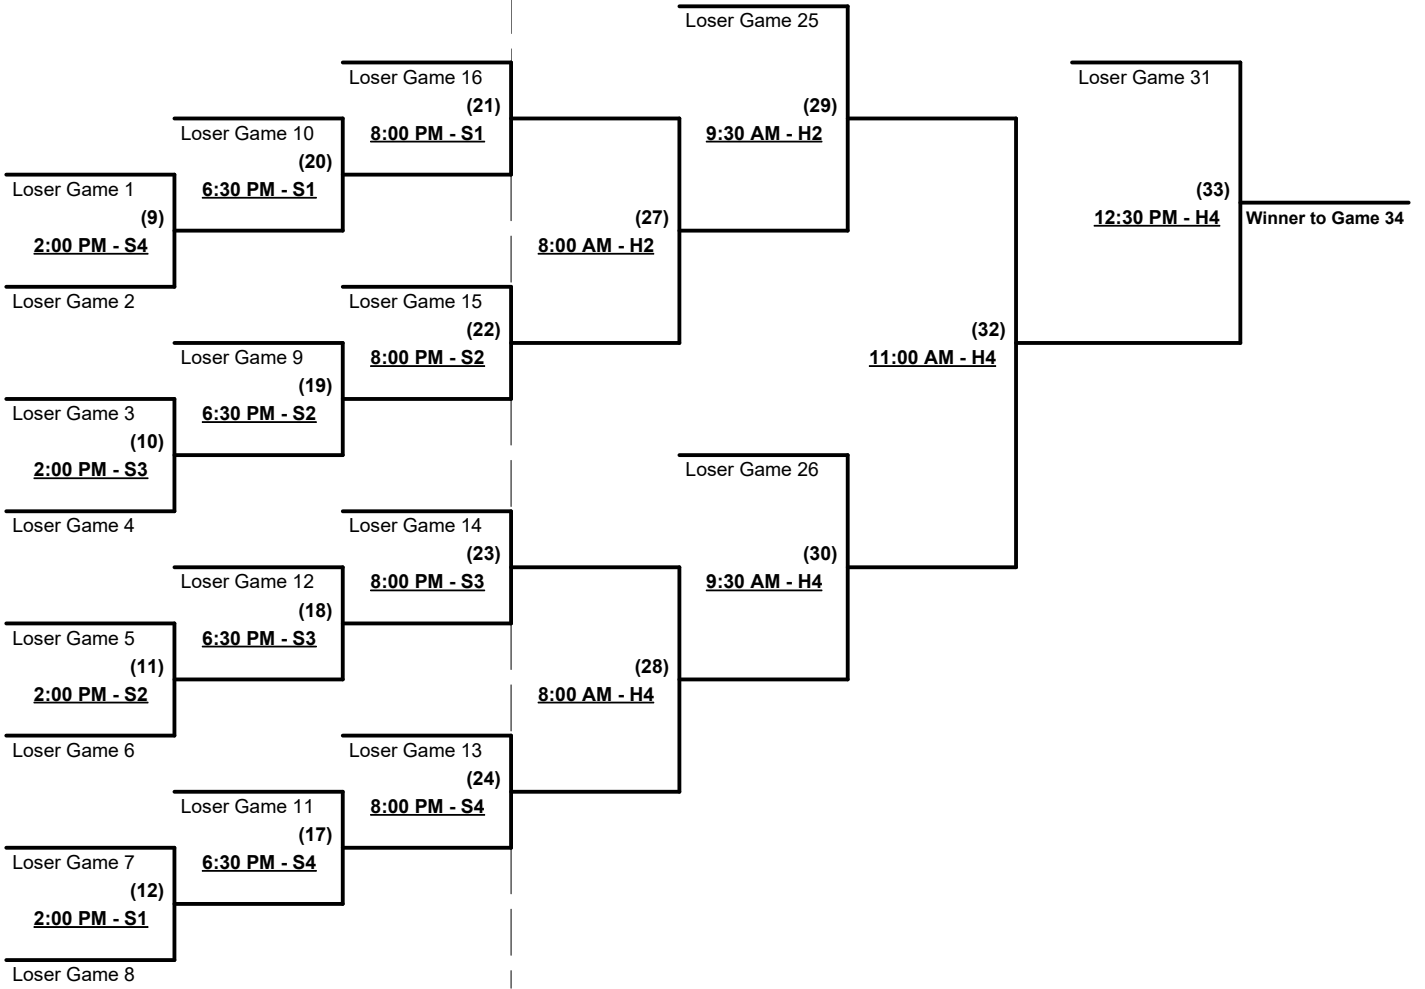 Loser Game 25
Loser Game 16
Loser Game 31
(21)
(29)
Loser Game 10
8:00 PM - S1
9:30 AM - H2
(20)
Loser Game 1
6:30 PM - S1
(33)
(9)
(27)
12:30 PM - H4
Winner to Game 34
2:00 PM - S4
8:00 AM - H2
Loser Game 2
Loser Game 15
(22)
(32)
Loser Game 9
8:00 PM - S2
11:00 AM - H4
(19)
Loser Game 3
6:30 PM - S2
(10)
2:00 PM - S3
Loser Game 26
Loser Game 4
Loser Game 14
(23)
(30)
Loser Game 12
8:00 PM - S3
9:30 AM - H4
(18)
Loser Game 5
6:30 PM - S3
(11)
(28)
2:00 PM - S2
8:00 AM - H4
Loser Game 6
Loser Game 13
(24)
Loser Game 11
8:00 PM - S4
(17)
Loser Game 7
6:30 PM - S4
(12)
2:00 PM - S1
Loser Game 8